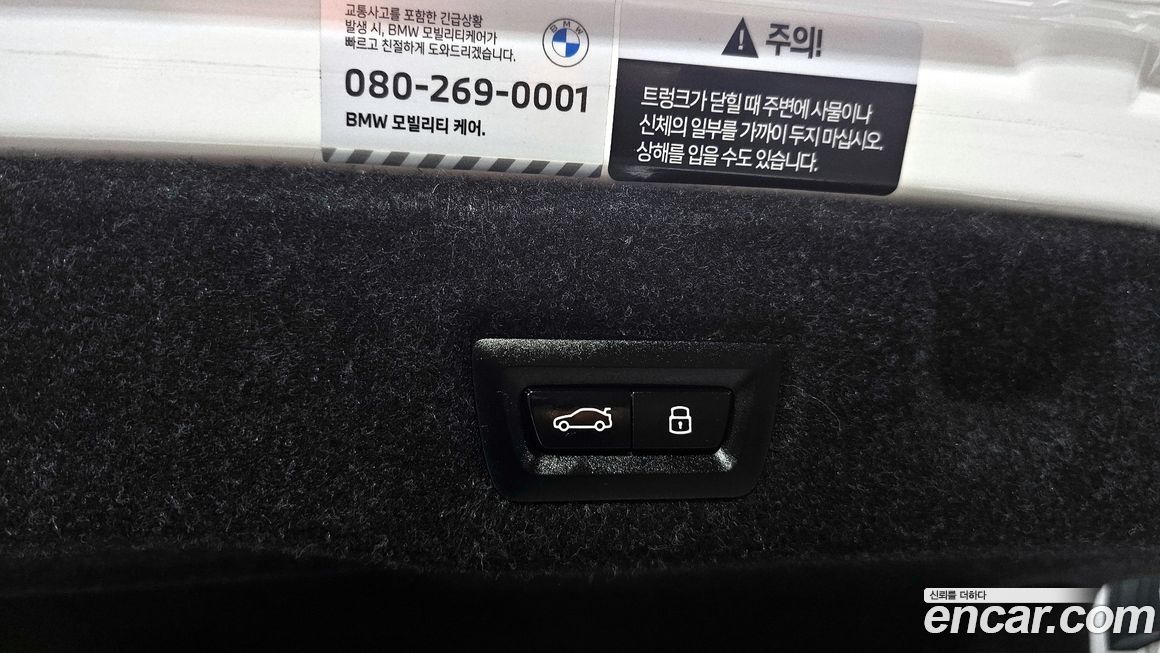 교통사고를 포함한 긴급상황
발생 시, BMW 모빌리티케어가
빠르고 친절하게 도와드리겠습니다.
BMW
080-269-0001
BMW 모빌리티 케어.
주의!
트렁크가 닫힐 때 주변에 사물이나
신체의 일부를 가까이 두지 마십시오.
상해를 입을 수도 있습니다.
신뢰를 더하다
encar.com